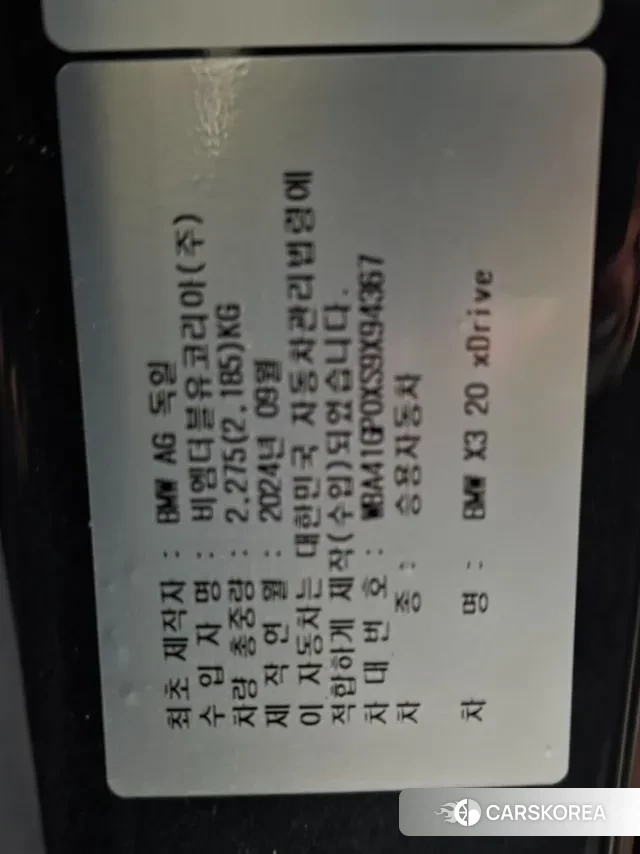 최초 제작자 : BMW AG 독일
수 입 자 명 : 비엠더블유코리아(주)
차량 총중량 : 2,275(2,185)KG
제 작 연 월 : 2024년 09월
이 자동차는 대한민국 자동차관리법령에
적합하게 제작(수입)되었습니다.
차 대 번 호 : WBA41GP0XS9X94367
차 종 : 승용자동차
차 명 : BMW X3 20 xDrive
CARSKOREA